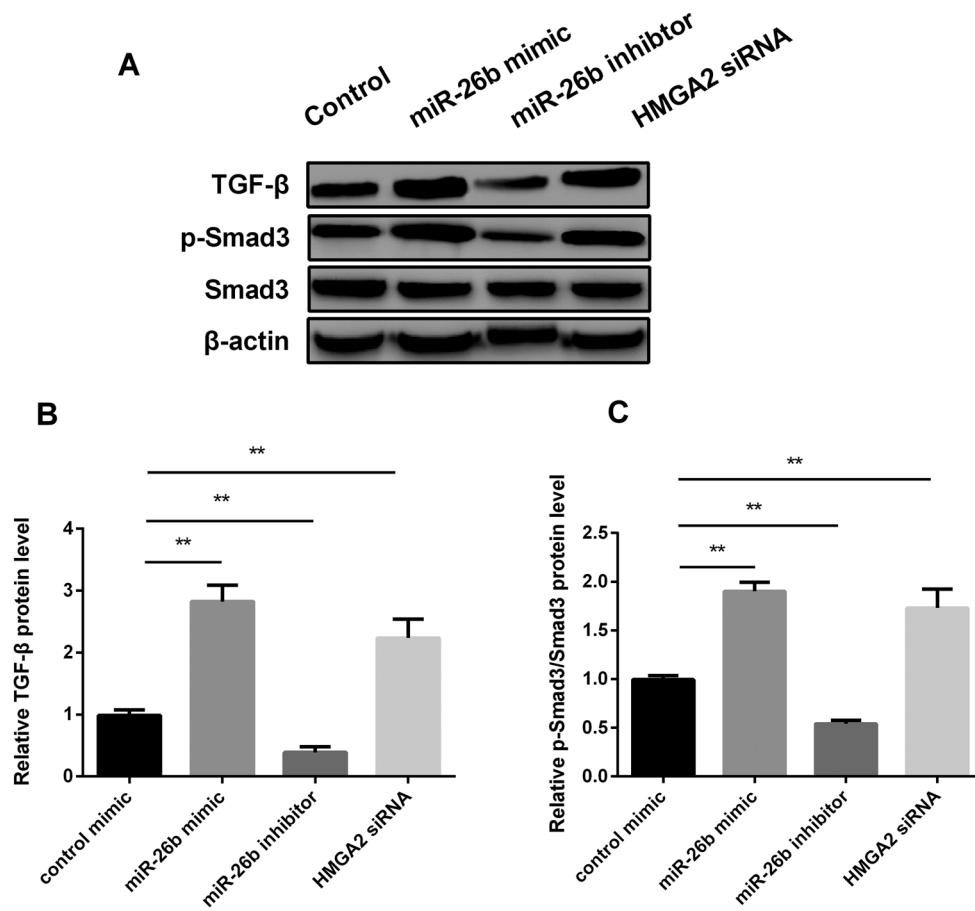 A
Control
miR-26b mimic
miR-26b inhibtor
HMGA2 siRNA
TGF-β
p-Smad3
Smad3
β-actin
B
Relative TGF-β protein level
4
3
2
1
0
**
**
**
control mimic
miR-26b mimic
miR-26b inhibitor
HMGA2 siRNA
C
Relative p-Smad3/Smad3 protein level
2.5
2.0
1.5
1.0
0.5
0.0
**
**
**
control mimic
miR-26b mimic
miR-26b inhibitor
HMGA2 siRNA